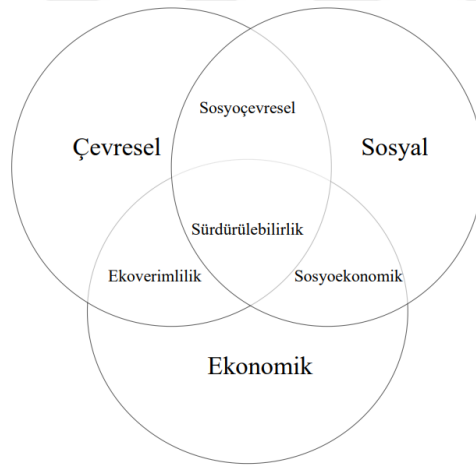 Sosyoçevresel
Çevresel
Sosyal
Sürdürülebilirlik
Ekoverimlilik
Sosyoekonomik
Ekonomik